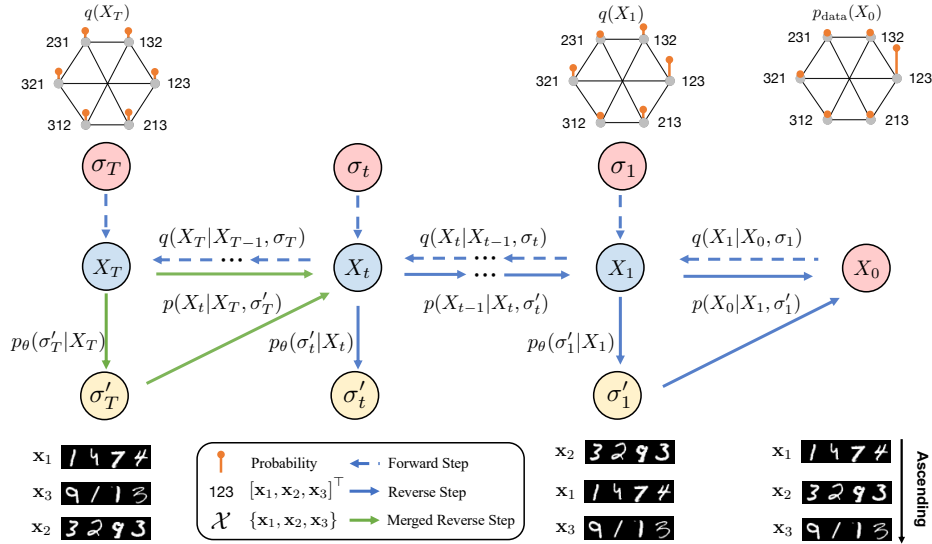 q(X_T)
q(X_1)
p_data(X_0)
231 132
231 132
231 132
321 123
321 123
321 123
312 213
312 213
312 213
σ_T
σ_t
σ_1
q(X_T|X_{T−1}, σ_T)
q(X_t|X_{t−1}, σ_t)
q(X_1|X_0, σ_1)
X_T
...
X_t
...
X_1
X_0
...
p(X_t|X_T, σ'_T)
p(X_{t−1}|X_t, σ'_t)
p(X_0|X_1, σ'_1)
p_θ(σ'_T|X_T)
p_θ(σ'_t|X_t)
p_θ(σ'_1|X_1)
σ'_T
σ'_t
σ'_1
x_1 1474
x_3 9113
x_2 3293
Probability
Forward Step
123 [x_1, x_2, x_3]^⊤
Reverse Step
𝒳 {x_1, x_2, x_3}
Merged Reverse Step
x_2 3293
x_1 1474
x_3 9113
x_1 1474
x_2 3293
x_3 9113
Ascending